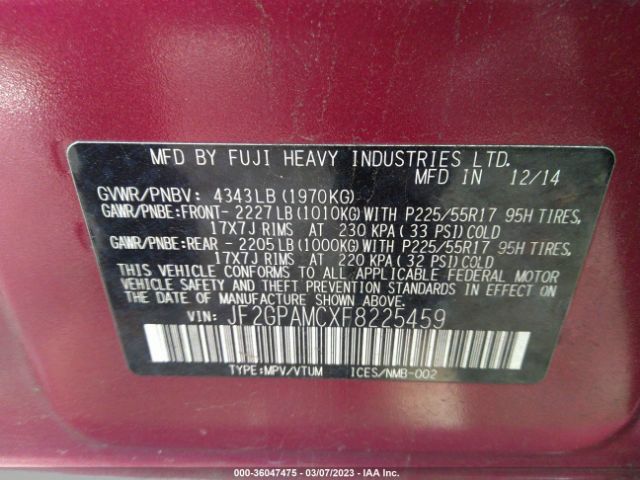 MFD BY FUJI HEAVY INDUSTRIES LTD.
MFD IN 12/14
GVWR/PNBV: 4343LB (1970KG)
GAWR/PNBE:FRONT- 2227 LB (1010KG) WITH P225/55R17 95H TIRES,
17X7J RIMS AT 230 KPA (33 PSI) COLD
GAWR/PNBE:REAR - 2205 LB (1000KG) WITH P225/55R17 95H TIRES,
17X7J RIMS AT 220 KPA (32 PSI) COLD
THIS VEHICLE CONFORMS TO ALL APPLICABLE FEDERAL MOTOR
VEHICLE SAFETY AND THEFT PREVENTION STANDARDS IN EFFECT
ON THE DATE OF MANUFACTURE SHOWN ABOVE.
VIN: JF2GPAMCXF8225459
TYPE:MPV/VTUM ICES/NMB-002
000-36047475 - 03/07/2023 - IAA Inc.